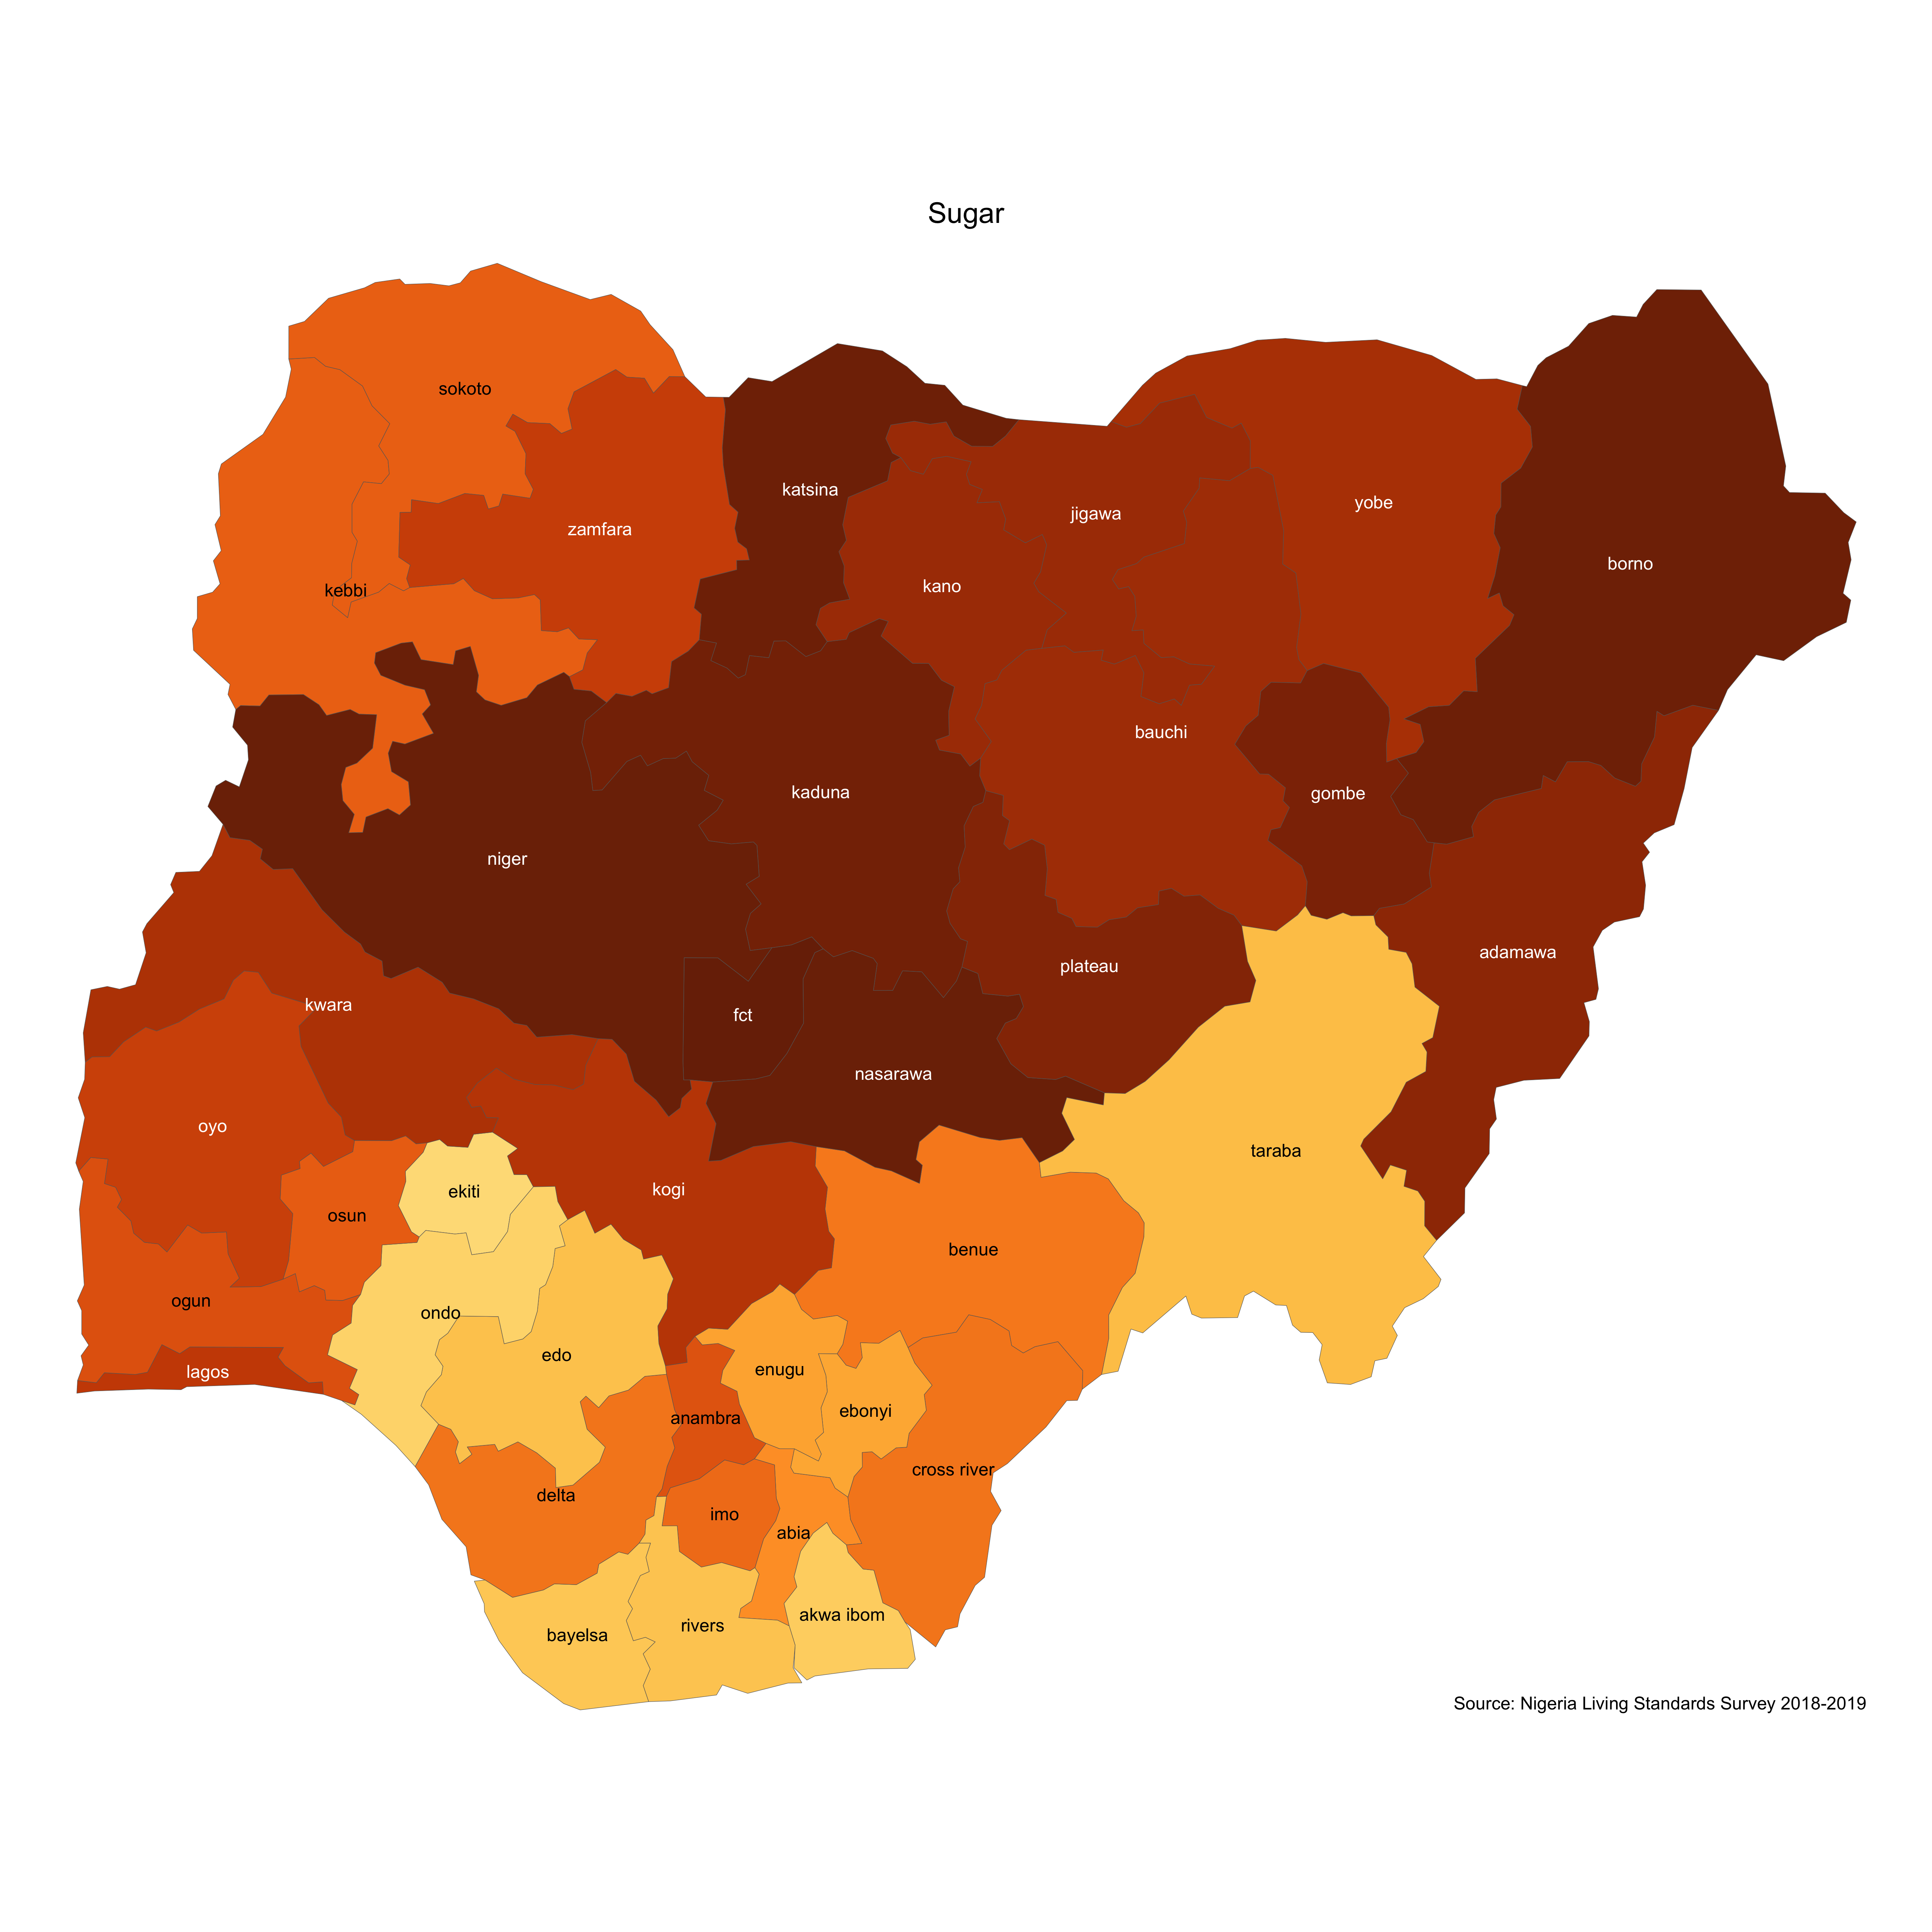 Sugar
sokoto
katsina
yobe
jigawa
zamfara
borno
kano
kebbi
bauchi
kaduna
gombe
niger
adamawa
plateau
kwara
fct
nasarawa
oyo
taraba
ekiti
kogi
osun
benue
ogun
ondo
edo
enugu
lagos
ebonyi
anambra
cross river
delta
imo
abia
akwa ibom
rivers
bayelsa
Source: Nigeria Living Standards Survey 2018-2019